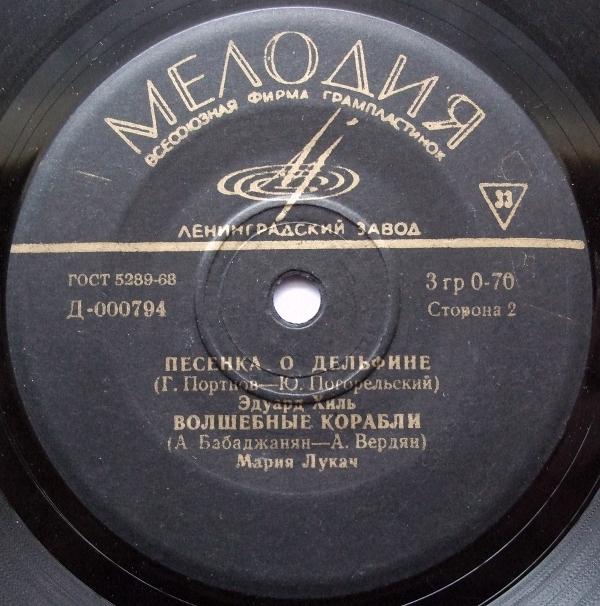 МЕЛОДИЯ
ВСЕСОЮЗНАЯ ФИРМА ГРАМПЛАСТИНОК
33
ЛЕНИНГРАДСКИЙ ЗАВОД
ГОСТ 5289-68
3 гр 0-70
Д-000794
Сторона 2
ПЕСЕНКА О ДЕЛЬФИНЕ
(Г. Портнов—Ю. Погорельский)
Эдуард Хиль
ВОЛШЕБНЫЕ КОРАБЛИ
(А. Бабаджанян—А. Вердян)
Мария Лукач